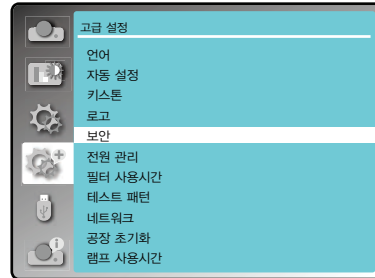 고급 설정
언어
자동 설정
키스톤
로고
보안
전원 관리
필터 사용시간
테스트 패턴
네트워크
공장 초기화
램프 사용시간